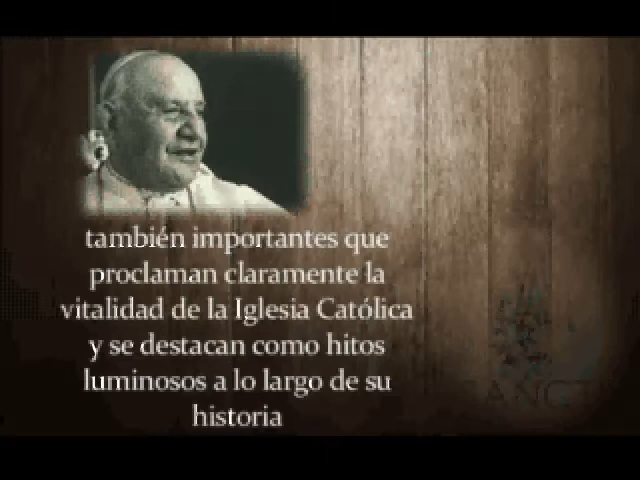 también importantes que
proclaman claramente la
vitalidad de la Iglesia Católica
y se destacan como hitos
luminosos a lo largo de su
historia